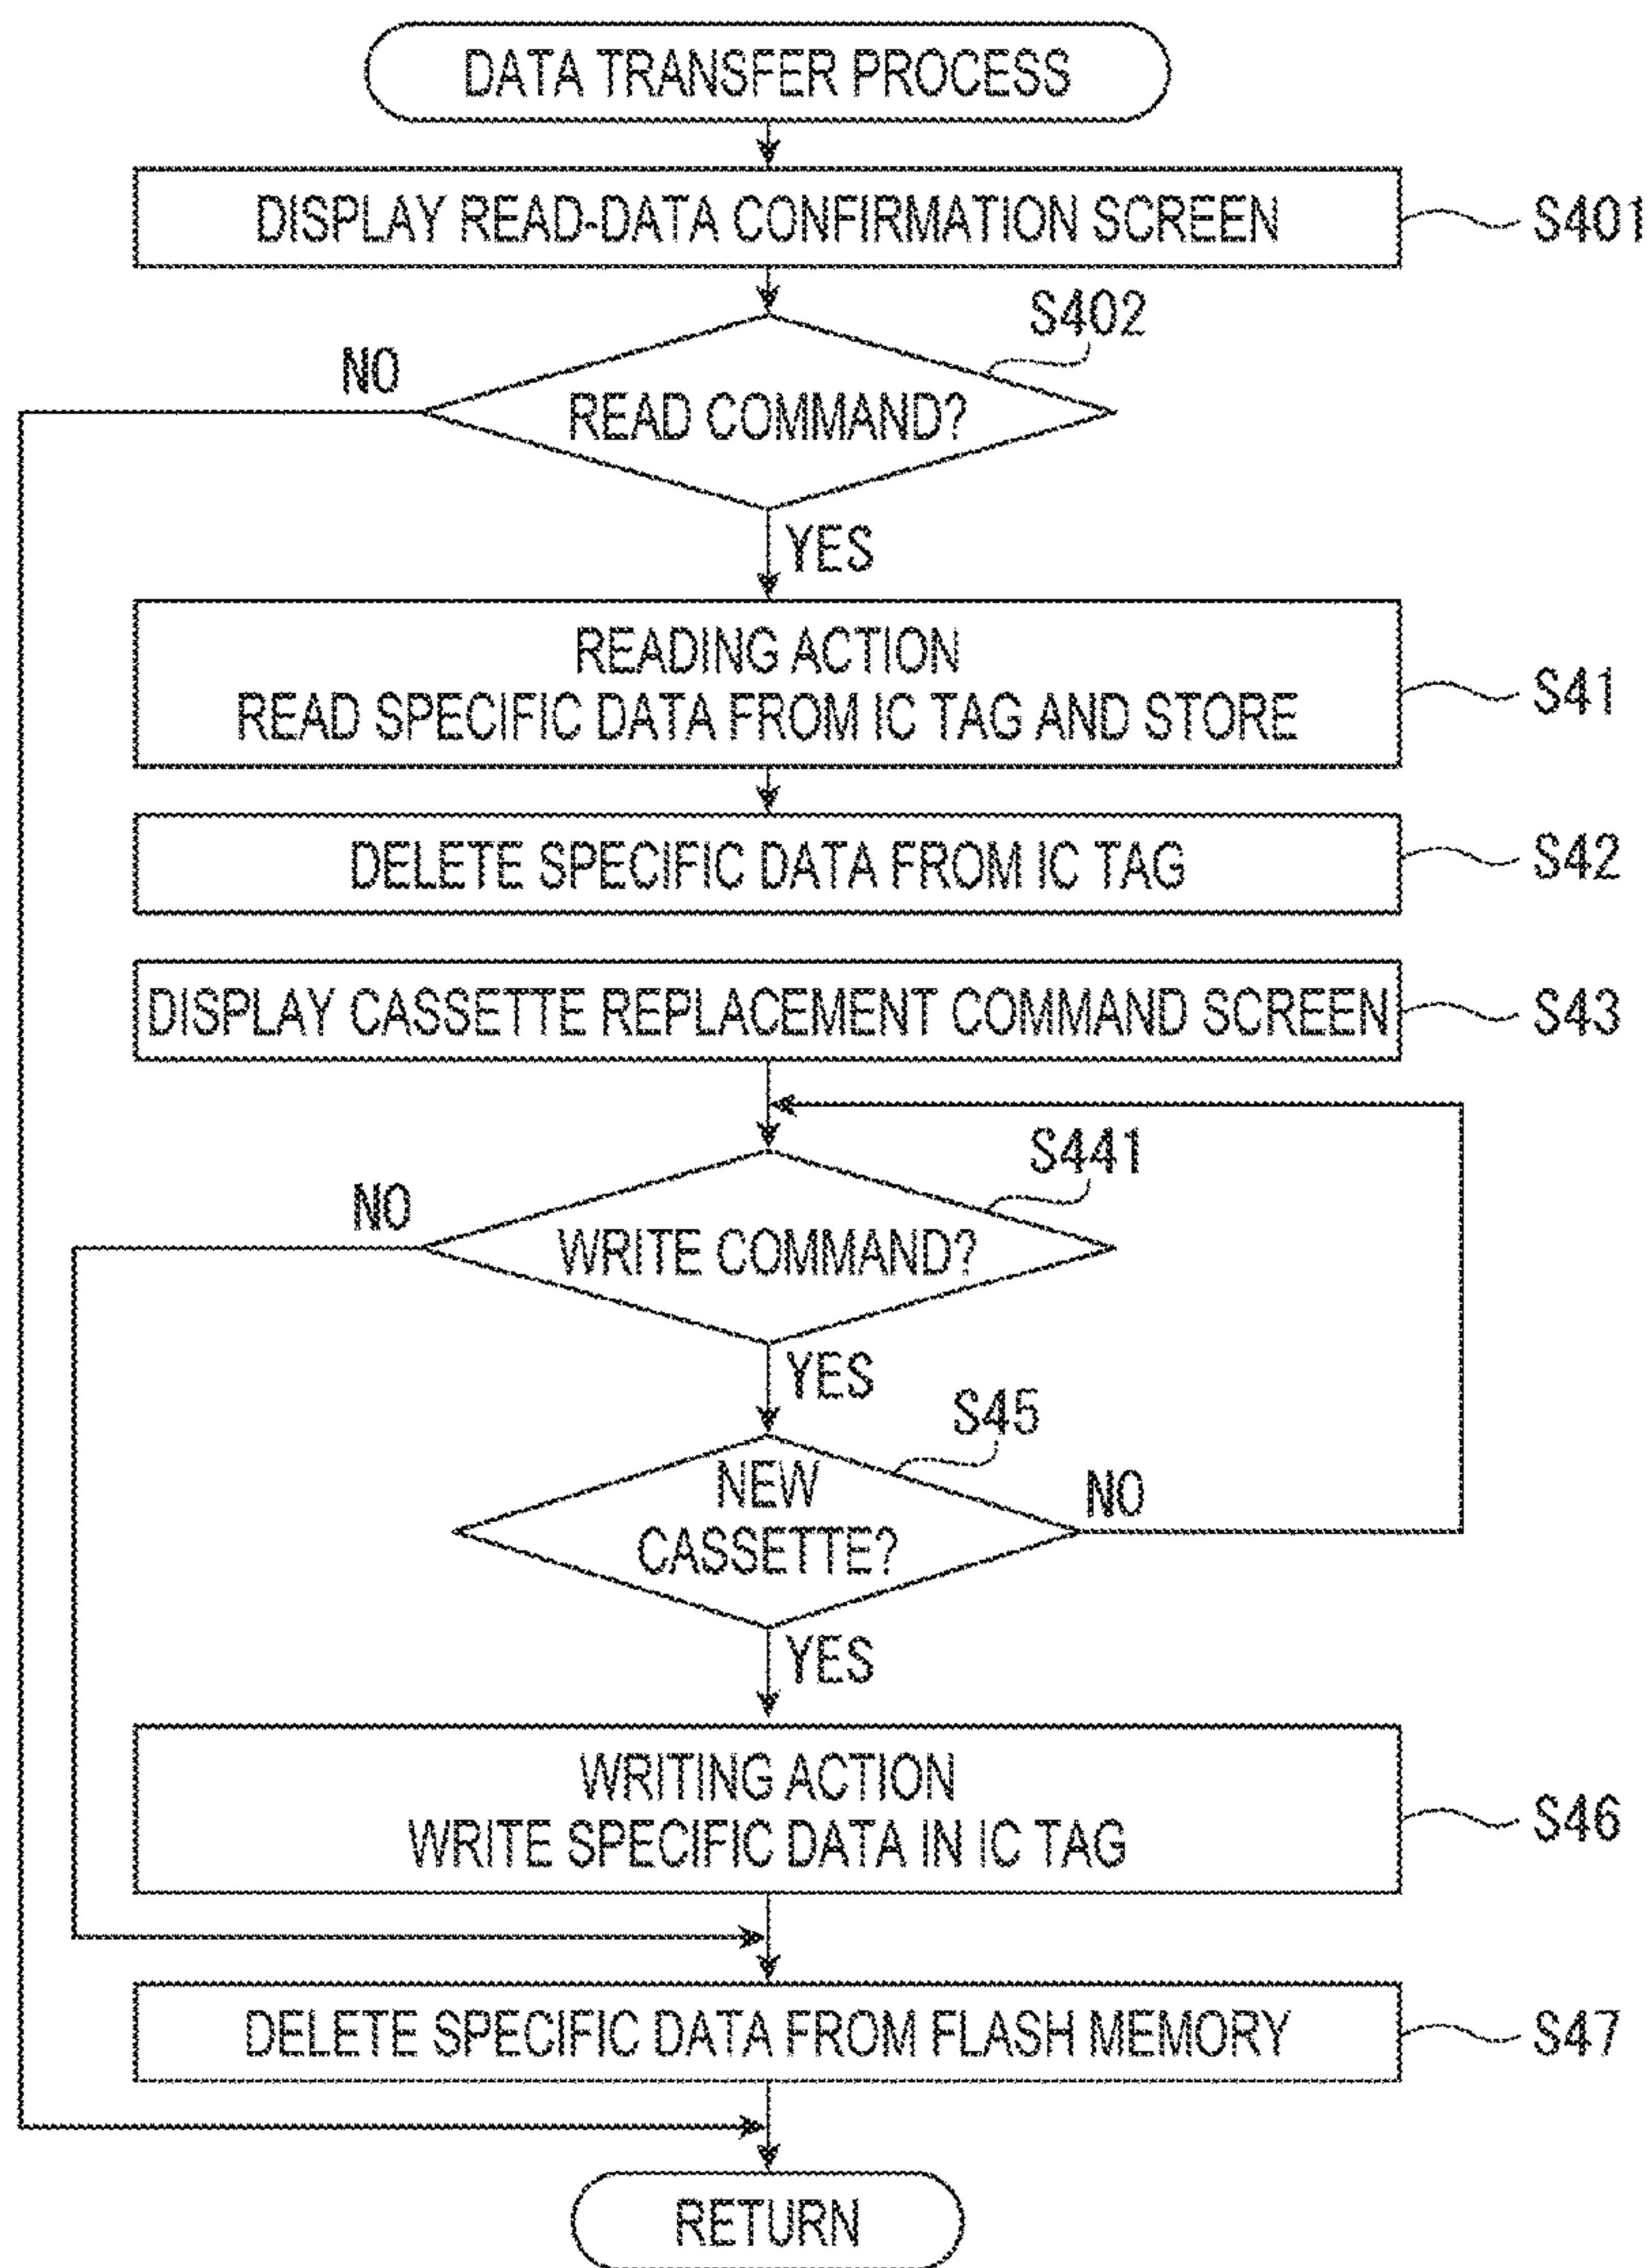 DATA TRANSFER PROCESS
DISPLAY READ-DATA CONFIRMATION SCREEN
S401
S402
NO
READ COMMAND?
YES
READING ACTION
READ SPECIFIC DATA FROM IC TAG AND STORE
S41
DELETE SPECIFIC DATA FROM IC TAG
S42
DISPLAY CASSETTE REPLACEMENT COMMAND SCREEN
S43
S441
NO
WRITE COMMAND?
YES
S45
NEW
CASSETTE?
NO
YES
WRITING ACTION
WRITE SPECIFIC DATA IN IC TAG
S46
DELETE SPECIFIC DATA FROM FLASH MEMORY
S47
RETURN